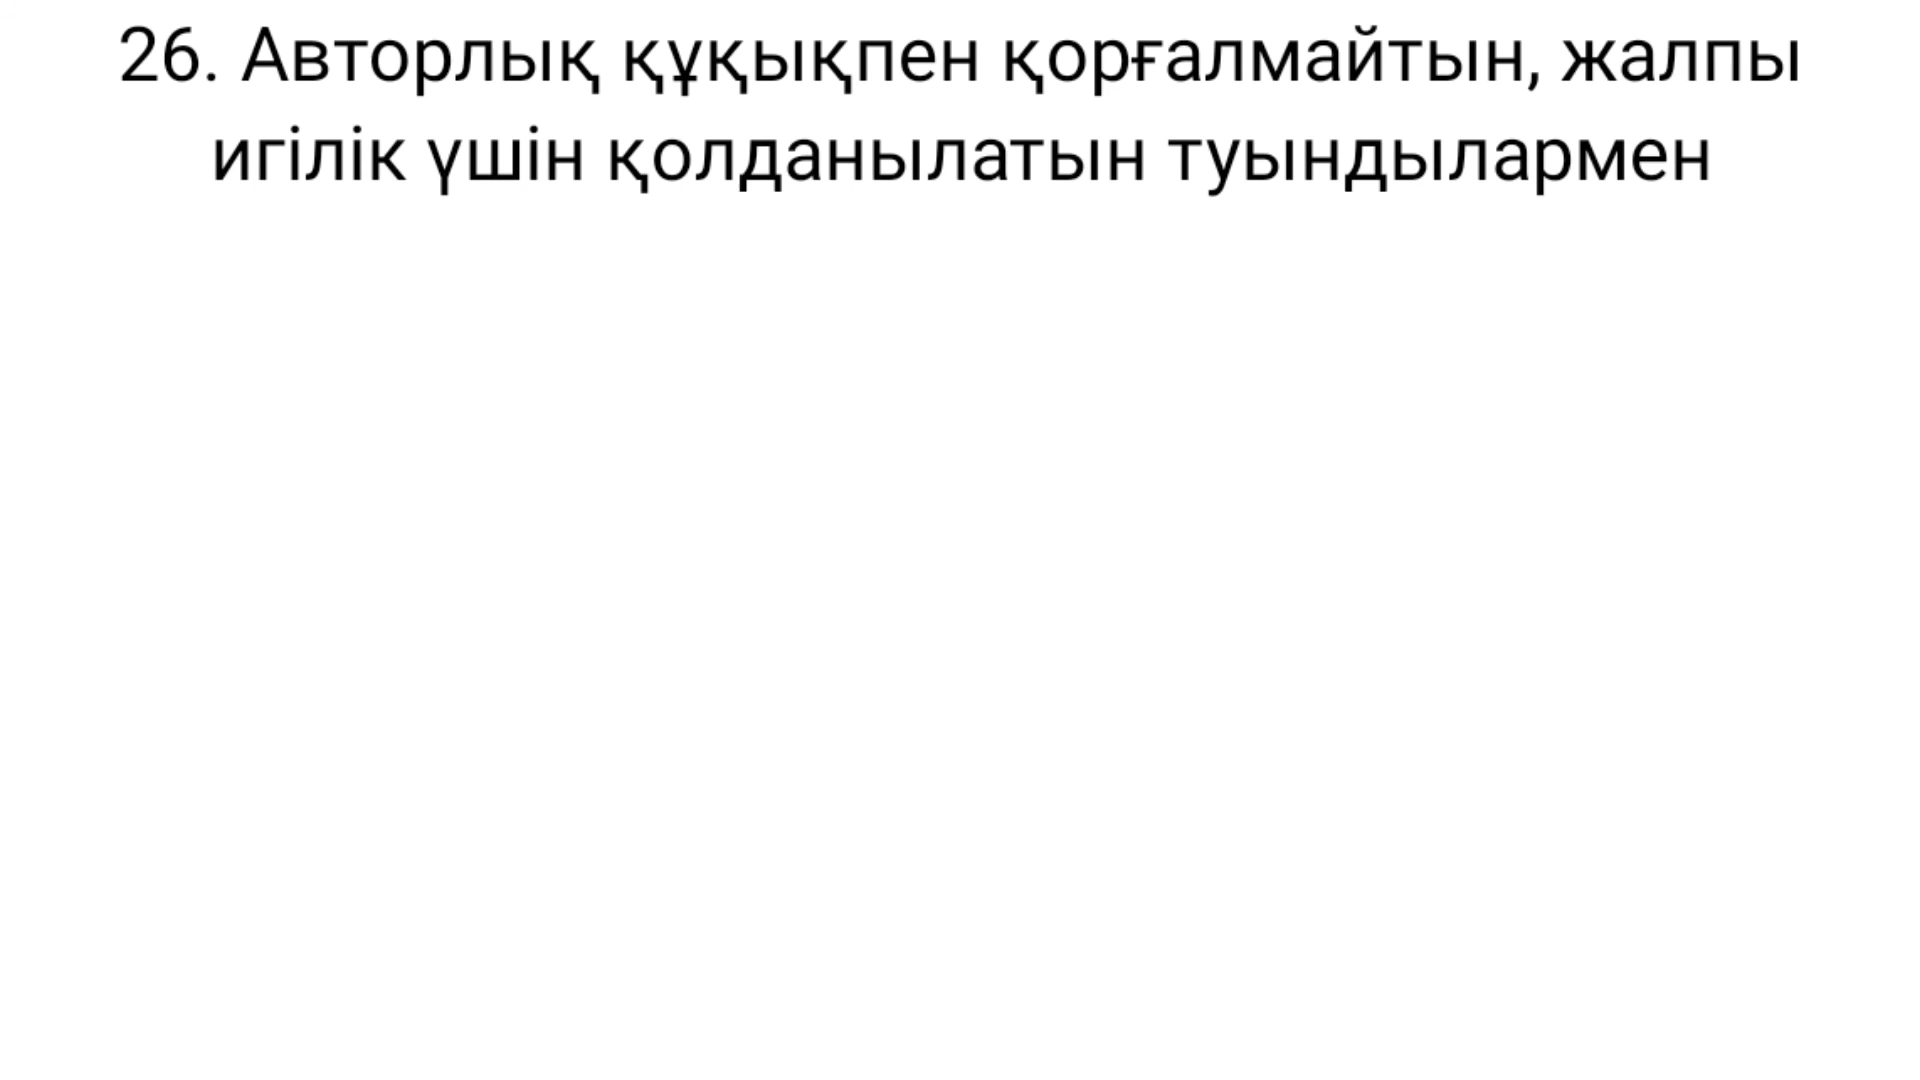 26. Авторлық құқықпен қорғалмайтын, жалпы
игілік үшін қолданылатын туындылармен